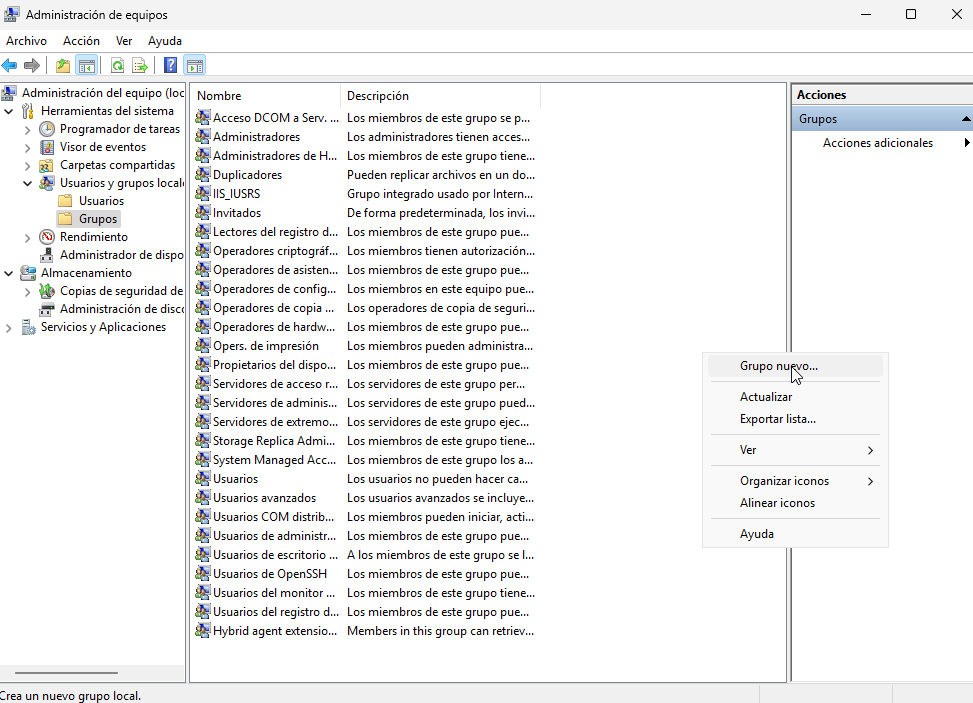 Administración de equipos
Archivo Acción Ver Ayuda
Administración del equipo (loc
Herramientas del sistema
Programador de tareas
Visor de eventos
Carpetas compartidas
Usuarios y grupos locale
Usuarios
Grupos
Rendimiento
Administrador de dispo
Almacenamiento
Copias de seguridad de
Administración de disco
Servicios y Aplicaciones
Nombre Descripción
Acceso DCOM a Serv. ... Los miembros de este grupo se p...
Administradores Los administradores tienen acces...
Administradores de H... Los miembros de este grupo tiene...
Duplicadores Pueden replicar archivos en un do...
IIS_IUSRS Grupo integrado usado por Intern...
Invitados De forma predeterminada, los invi...
Lectores del registro d... Los miembros de este grupo pue...
Operadores criptográf... Los miembros tienen autorización...
Operadores de asisten... Los miembros de este grupo pue...
Operadores de config... Los miembros en este equipo pue...
Operadores de copia ... Los operadores de copia de seguri...
Operadores de hardw... Los miembros de este grupo pue...
Opers. de impresión Los miembros pueden administra...
Propietarios del dispo... Los miembros de este grupo pue...
Servidores de acceso r... Los servidores de este grupo per...
Servidores de adminis... Los servidores de este grupo pued...
Servidores de extremo... Los servidores de este grupo ejec...
Storage Replica Admi... Los miembros de este grupo tiene...
System Managed Acc... Los miembros de este grupo los a...
Usuarios Los usuarios no pueden hacer ca...
Usuarios avanzados Los usuarios avanzados se incluye...
Usuarios COM distrib... Los miembros pueden iniciar, acti...
Usuarios de administr... Los miembros de este grupo pue...
Usuarios de escritorio ... A los miembros de este grupo se l...
Usuarios de OpenSSH Los miembros de este grupo pue...
Usuarios del monitor ... Los miembros de este grupo tiene...
Usuarios del registro d... Los miembros de este grupo pue...
Hybrid agent extensio... Members in this group can retriev...
Acciones
Grupos
Acciones adicionales
Grupo nuevo...
Actualizar
Exportar lista...
Ver
Organizar iconos
Alinear iconos
Ayuda
Crea un nuevo grupo local.